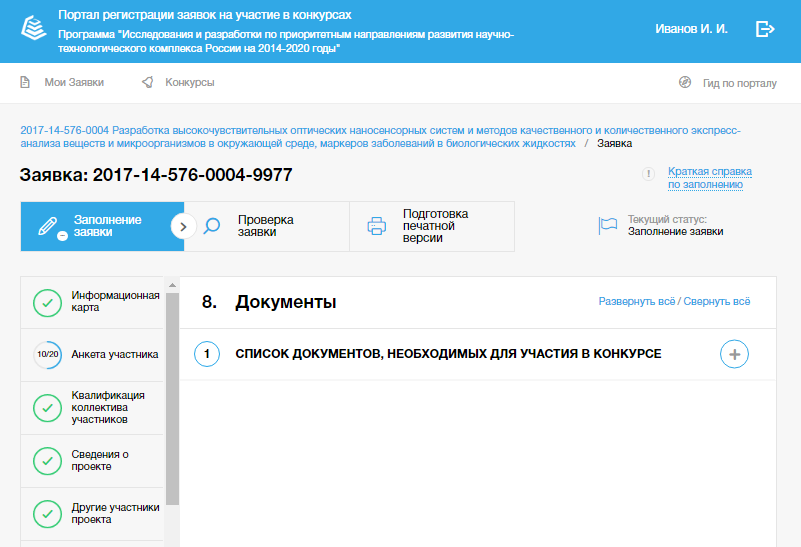 Портал регистрации заявок на участие в конкурсах
Программа "Исследования и разработки по приоритетным направлениям развития научно-
технологического комплекса России на 2014-2020 годы"
Иванов И. И.
Мои Заявки
Конкурсы
Гид по порталу
2017-14-576-0004 Разработка высокочувствительных оптических наносенсорных систем и методов качественного и количественного экспресс-
анализа веществ и микроорганизмов в окружающей среде, маркеров заболеваний в биологических жидкостях / Заявка
Заявка: 2017-14-576-0004-9977
!
Краткая справка
по заполнению
Заполнение
заявки
Проверка
заявки
Подготовка
печатной
версии
Текущий статус:
Заполнение заявки
Информационная
карта
10/20
Анкета участника
Квалификация
коллектива
участников
Сведения о
проекте
Другие участники
проекта
8. Документы
Развернуть всё / Свернуть всё
1
СПИСОК ДОКУМЕНТОВ, НЕОБХОДИМЫХ ДЛЯ УЧАСТИЯ В КОНКУРСЕ